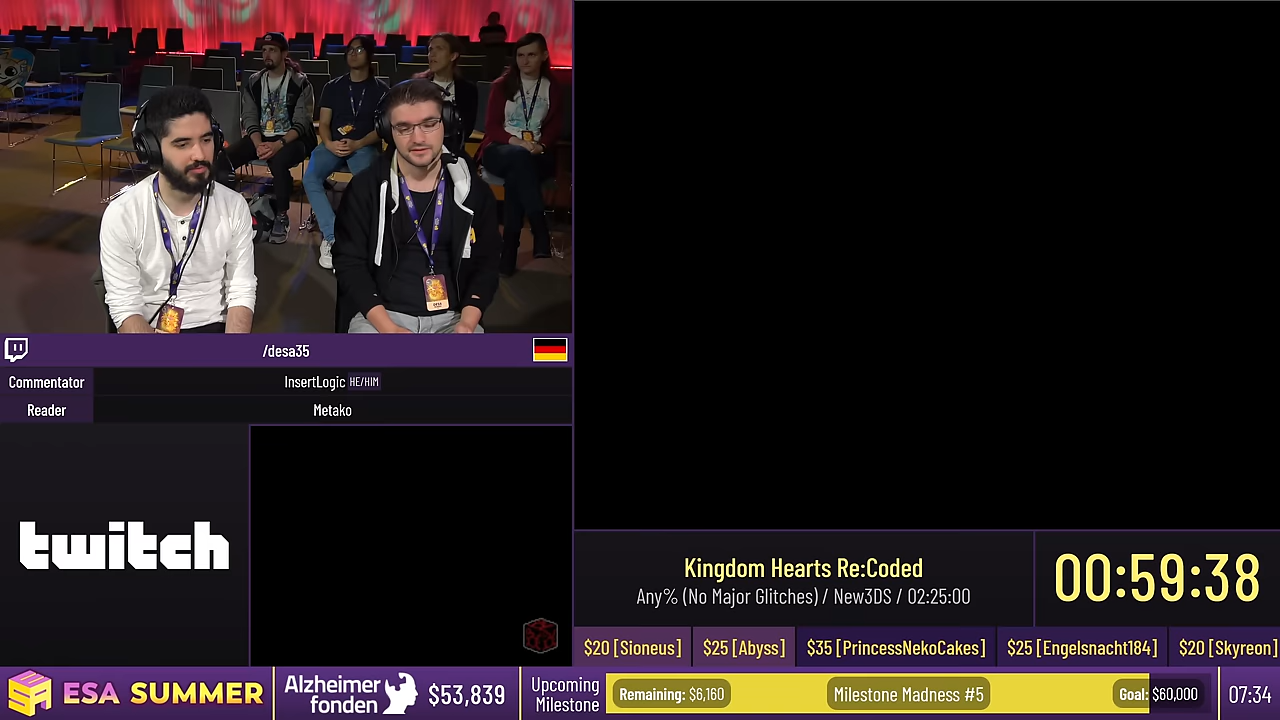 /desa35
Commentator
InsertLogic HE/HIM
Reader
Metako
twitch
Kingdom Hearts Re:Coded
Any% (No Major Glitches) / New3DS / 02:25:00
00:59:38
$20 [Sioneus]
$25 [Abyss]
$35 [PrincessNekoCakes]
$25 [Engelsnacht184]
$20 [Skyreon]
ESA SUMMER
Alzheimer
fonden
$53,839
Upcoming
Milestone
Remaining: $6,160
Milestone Madness #5
Goal: $60,000
07:34